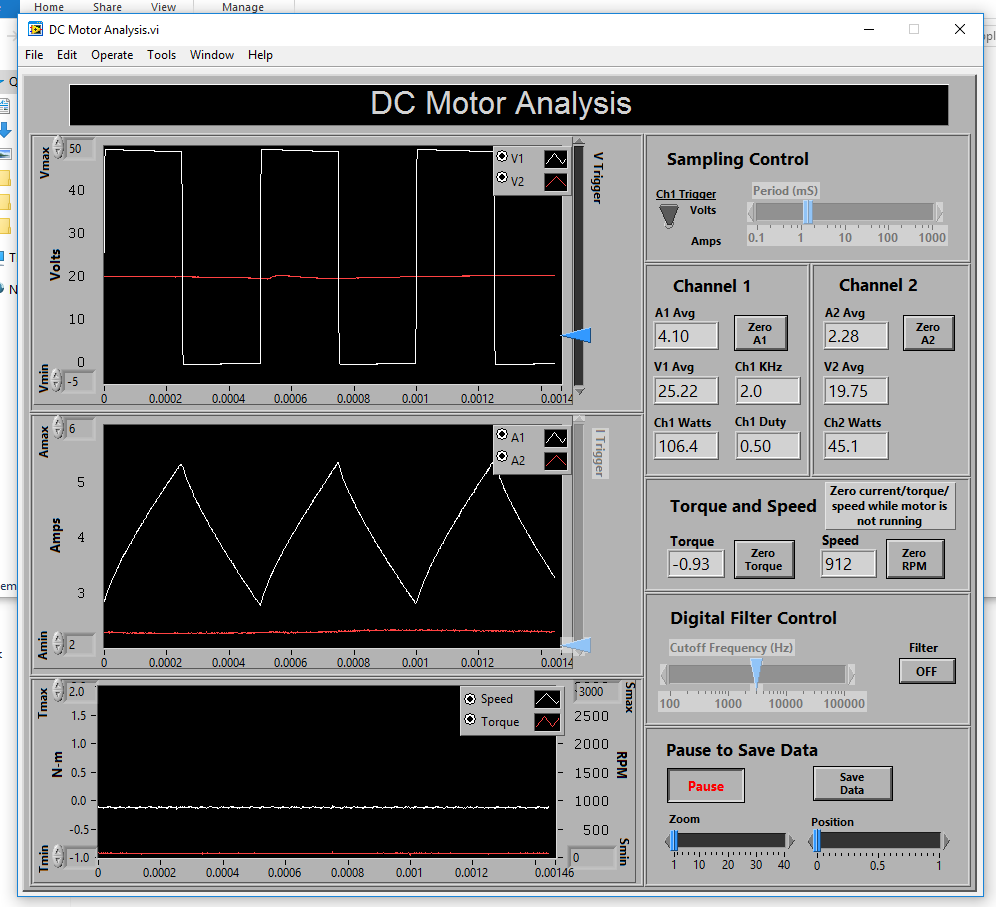 Home Share View Manage
DC Motor Analysis.vi
File Edit Operate Tools Window Help
DC Motor Analysis
Vmax
50
40
30
20
10
0
-5
Vmin
Volts
V1
V2
V Trigger
0 0.0002 0.0004 0.0006 0.0008 0.001 0.0012 0.0014
Amax
6
5
4
3
2
Amin
Amps
A1
A2
I Trigger
0 0.0002 0.0004 0.0006 0.0008 0.001 0.0012 0.0014
Tmax
2.0
1.5
1.0
0.5
0.0
-0.5
-1.0
Tmin
N-m
Speed
Torque
3000
2500
2000
1500
1000
500
0
Smax
RPM
Smin
0 0.0002 0.0004 0.0006 0.0008 0.001 0.0012 0.00146
Sampling Control
Ch1 Trigger
Volts
Amps
Period (mS)
0.1 1 10 100 1000
Channel 1
A1 Avg
4.10
Zero
A1
V1 Avg Ch1 KHz
25.22 2.0
Ch1 Watts Ch1 Duty
106.4 0.50
Channel 2
A2 Avg
2.28
Zero
A2
V2 Avg
19.75
Ch2 Watts
45.1
Torque and Speed
Zero current/torque/
speed while motor is
not running
Torque
-0.93
Zero
Torque
Speed
912
Zero
RPM
Digital Filter Control
Cutoff Frequency (Hz)
100 1000 10000 100000
Filter
OFF
Pause to Save Data
Pause
Save
Data
Zoom
1 10 20 30 40
Position
0 0.5 1